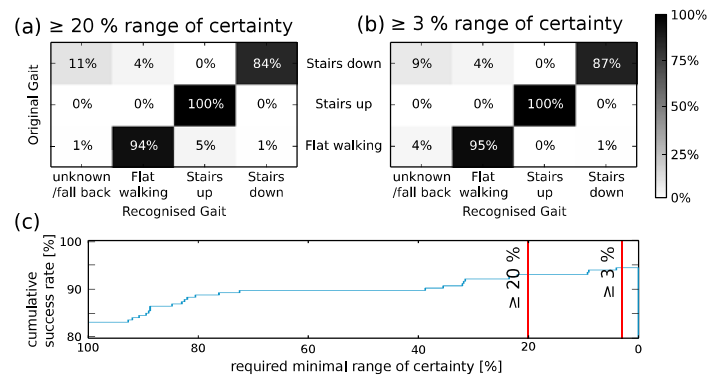 (a) ≥ 20 % range of certainty
(b) ≥ 3 % range of certainty
100%
75%
50%
25%
0%
Original Gait
11% 4% 0% 84%
Stairs down
9% 4% 0% 87%
0% 0% 100% 0%
Stairs up
0% 0% 100% 0%
1% 94% 5% 1%
Flat walking
4% 95% 0% 1%
unknown /fall back
Flat walking
Stairs up
Stairs down
unknown /fall back
Flat walking
Stairs up
Stairs down
Recognised Gait
Recognised Gait
(c)
cumulative
success rate [%]
100
90
80
≥ 20 %
≥ 3 %
100 80 60 40 20 0
required minimal range of certainty [%]